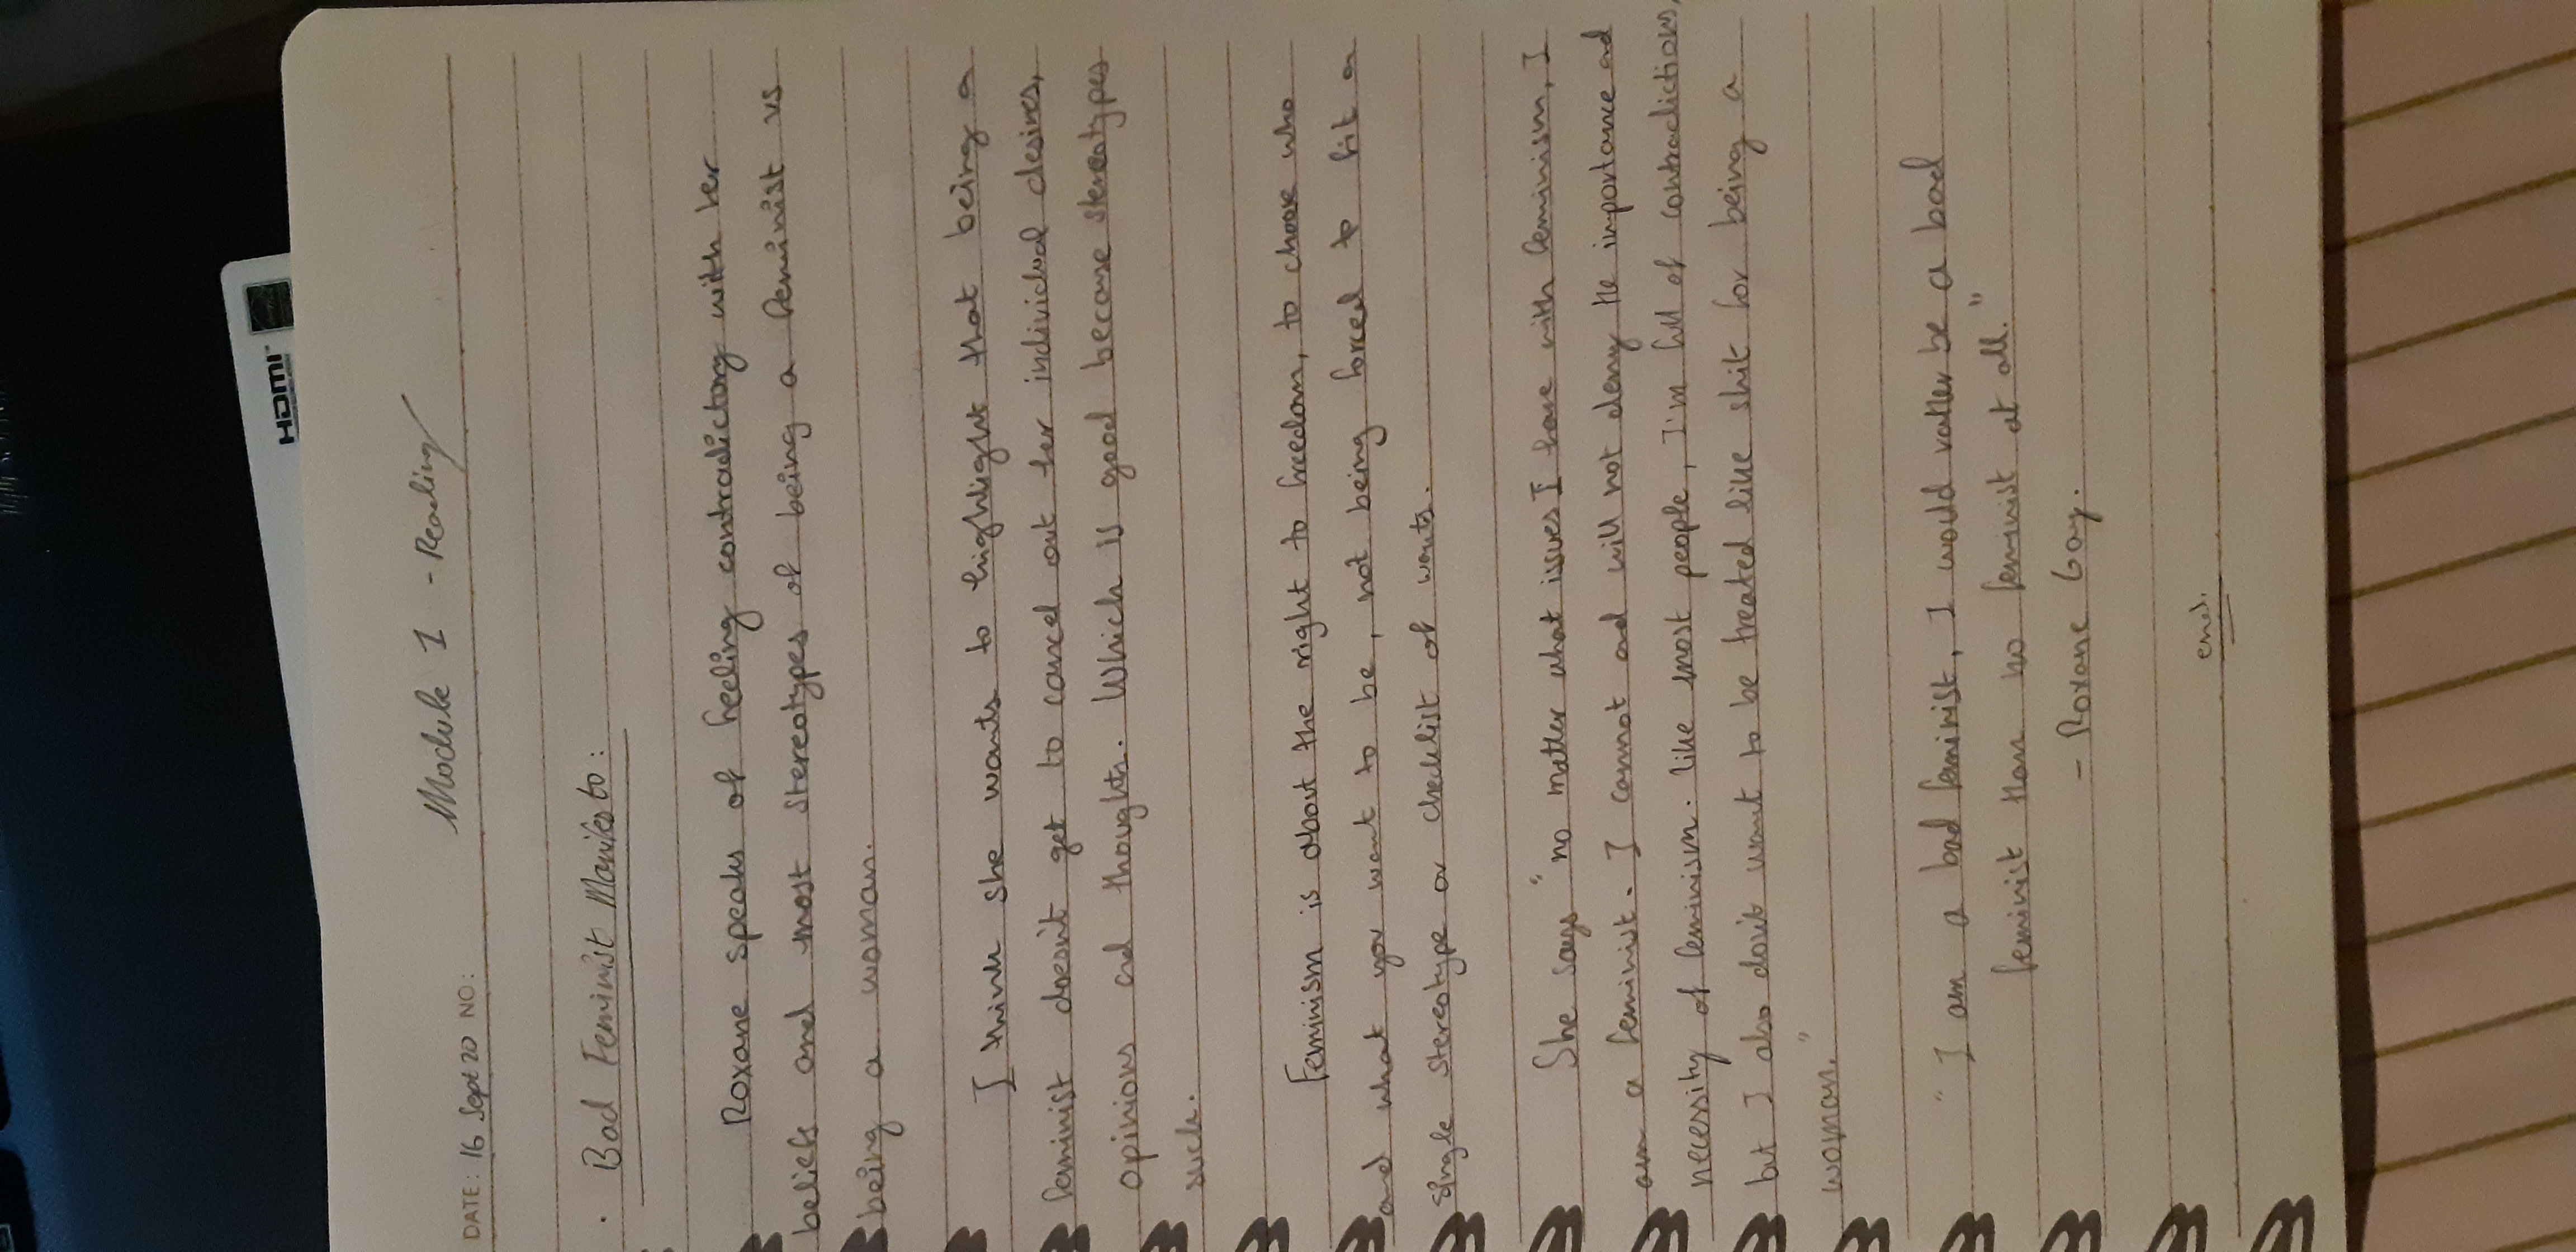 HDMI
Module 1 - Reading
DATE: 16 Sept 20 NO:
· Bad Feminist Manifesto:
Roxane speaks of feeling contradictory with her
beliefs and most stereotypes of being a feminist vs
being a woman.
I think she wants to highlight that being a
feminist doesn't get to cancel out her individual desires,
opinions and thoughts. Which is good because stereotypes
suck.
Feminism is about the right to freedom, to choose who
and what you want to be, not being forced to fit a
single stereotype or checklist of wants.
She says "no matter what issues I have with feminism, I
am a feminist. I cannot and will not deny the importance and
necessity of feminism. like most people, I'm full of contradictions,
but I also don't want to be treated like shit for being a
woman."
"I am a bad feminist, I would rather be a bad
feminist than no feminist at all."
- Roxane Gay.
end.